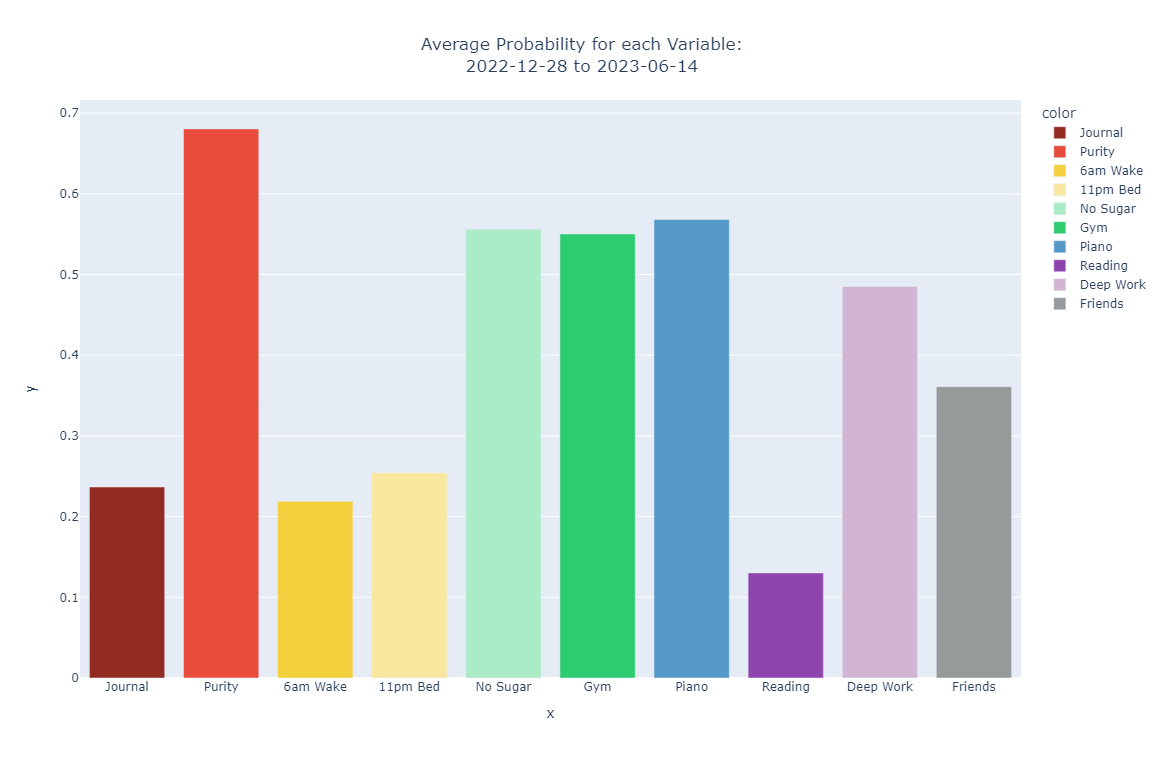 Average Probability for each Variable:
2022-12-28 to 2023-06-14
color
Journal
Purity
6am Wake
11pm Bed
No Sugar
Gym
Piano
Reading
Deep Work
Friends
0.7
0.6
0.5
0.4
0.3
0.2
0.1
0
y
Journal Purity 6am Wake 11pm Bed No Sugar Gym Piano Reading Deep Work Friends
x